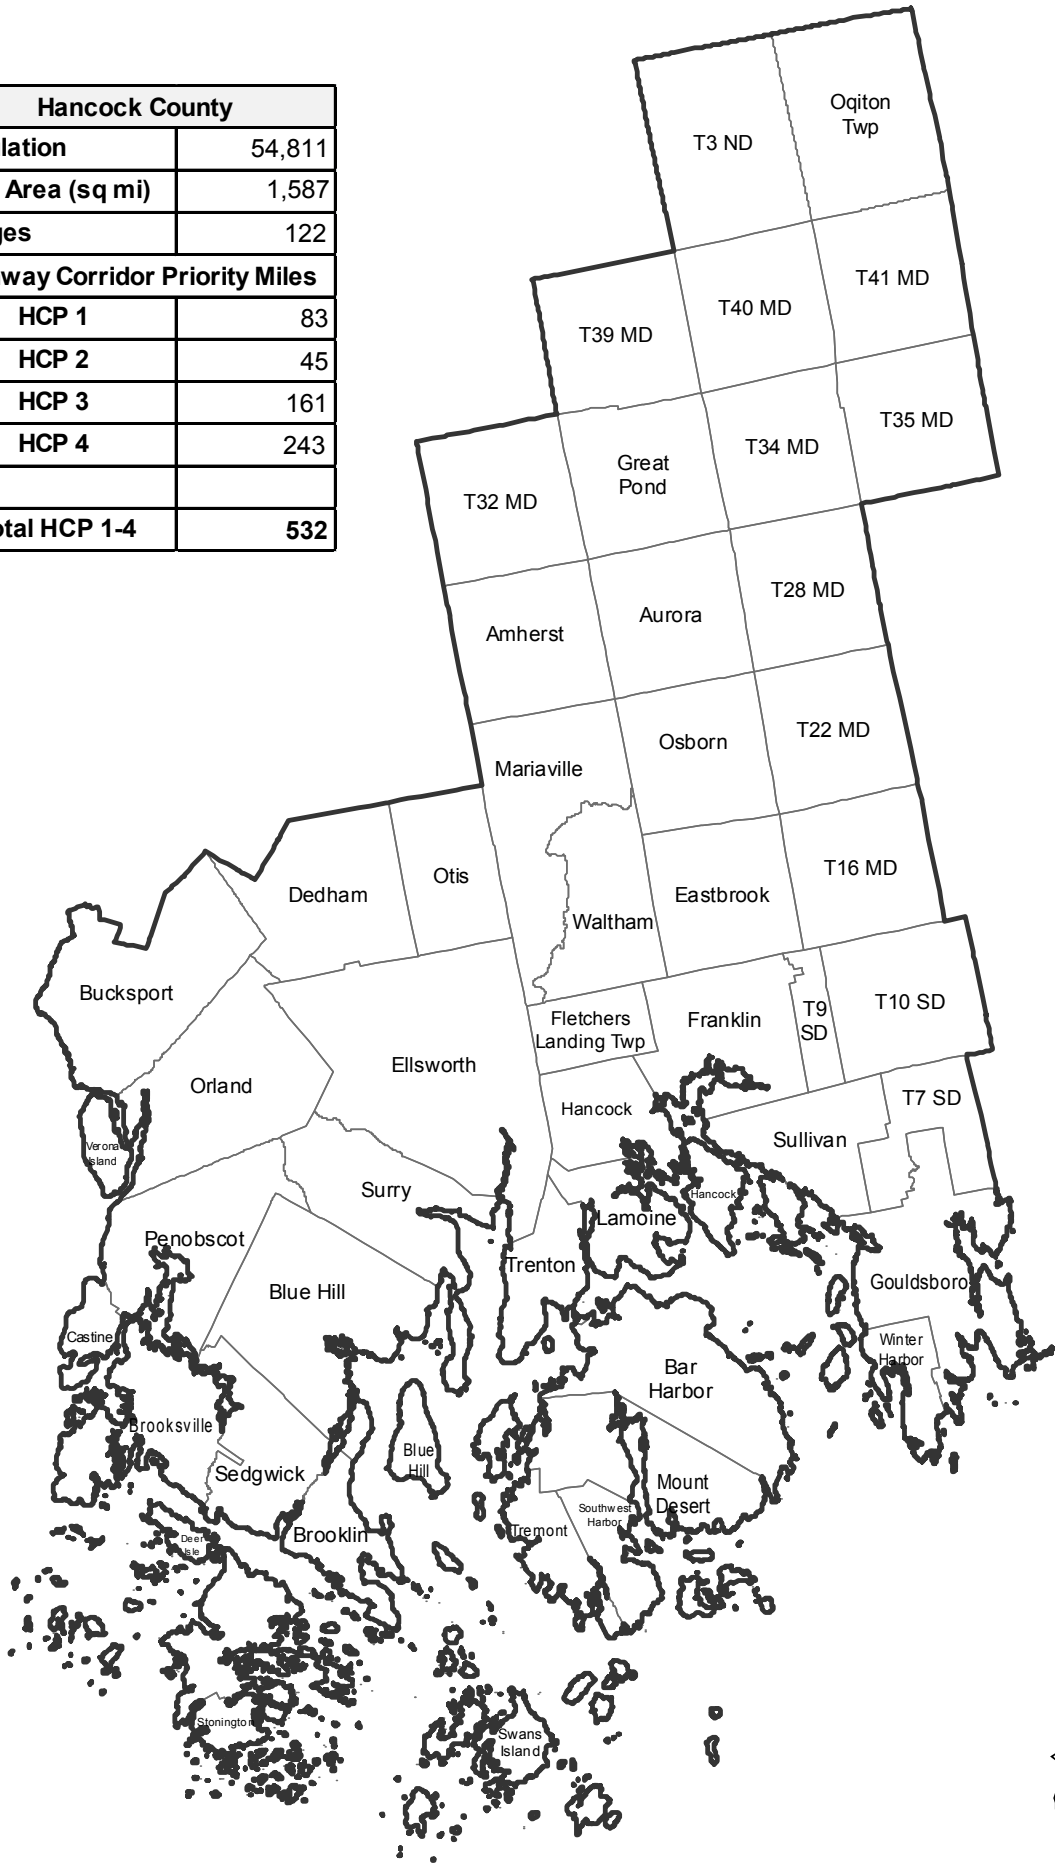 Hancock County
lation 54,811
Area (sq mi) 1,587
ges 122
way Corridor Priority Miles
HCP 1 83
HCP 2 45
HCP 3 161
HCP 4 243
otal HCP 1-4 532
Oqiton
Twp
T3 ND
T41 MD
T40 MD
T39 MD
T35 MD
T34 MD
Great
Pond
T32 MD
T28 MD
Aurora
Amherst
T22 MD
Osborn
Mariaville
T16 MD
Otis
Dedham
Eastbrook
Waltham
Bucksport
T10 SD
T9
SD
Fletchers
Landing Twp
Franklin
Ellsworth
Orland
T7 SD
Hancock
Sullivan
Verona
Island
Surry
Hancock
Lamoine
Penobscot
Trenton
Gouldsboro
Blue Hill
Castine
Winter
Harbor
Bar
Harbor
Brooksville
Blue
Hill
Sedgwick
Mount
Desert
Southwest
Harbor
Tremont
Brooklin
Deer
Isle
Stonington
Swans
Island